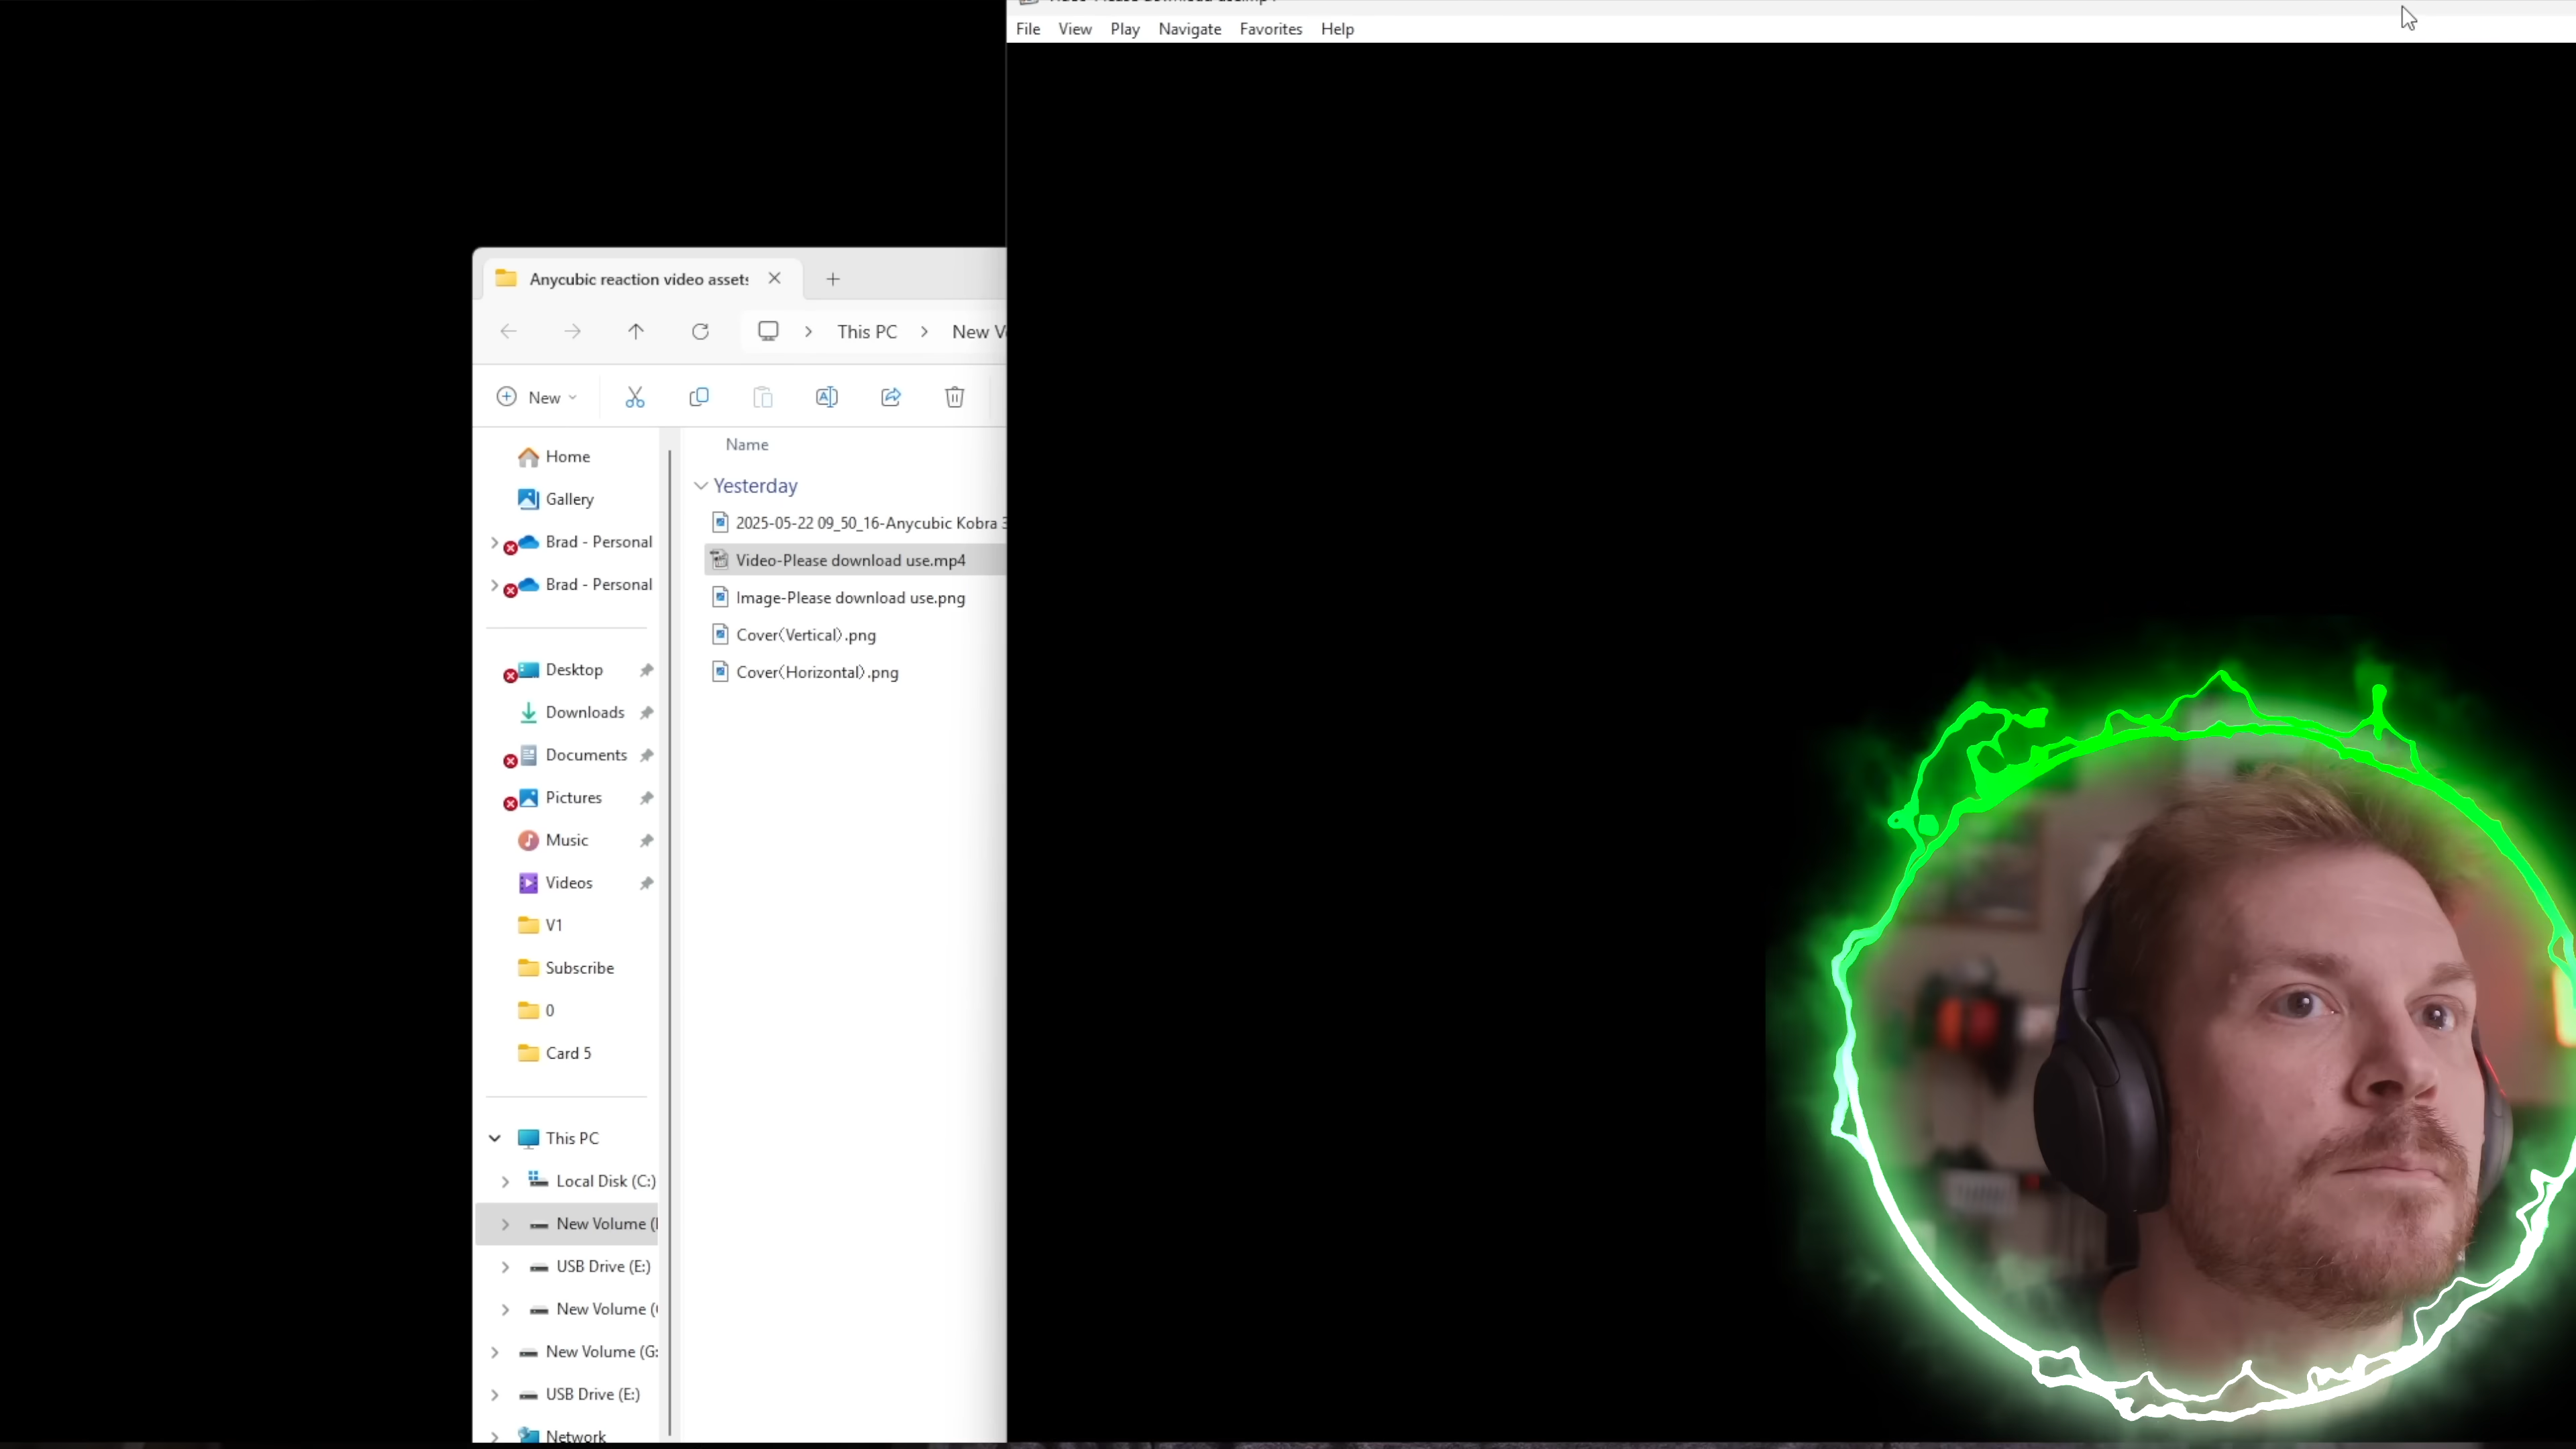 File View Play Navigate Favorites Help
Anycubic reaction video assets
This PC New
New
Name
Home
Gallery
Brad - Personal
Brad - Personal
Desktop
Downloads
Documents
Pictures
Music
Videos
V1
Subscribe
0
Card 5
This PC
Local Disk (C:)
New Volume (
USB Drive (E:)
New Volume (
New Volume (G:
USB Drive (E:)
Network
Yesterday
2025-05-22 09_50_16-Anycubic Kobra 3
Video-Please download use.mp4
Image-Please download use.png
Cover(Vertical).png
Cover(Horizontal).png